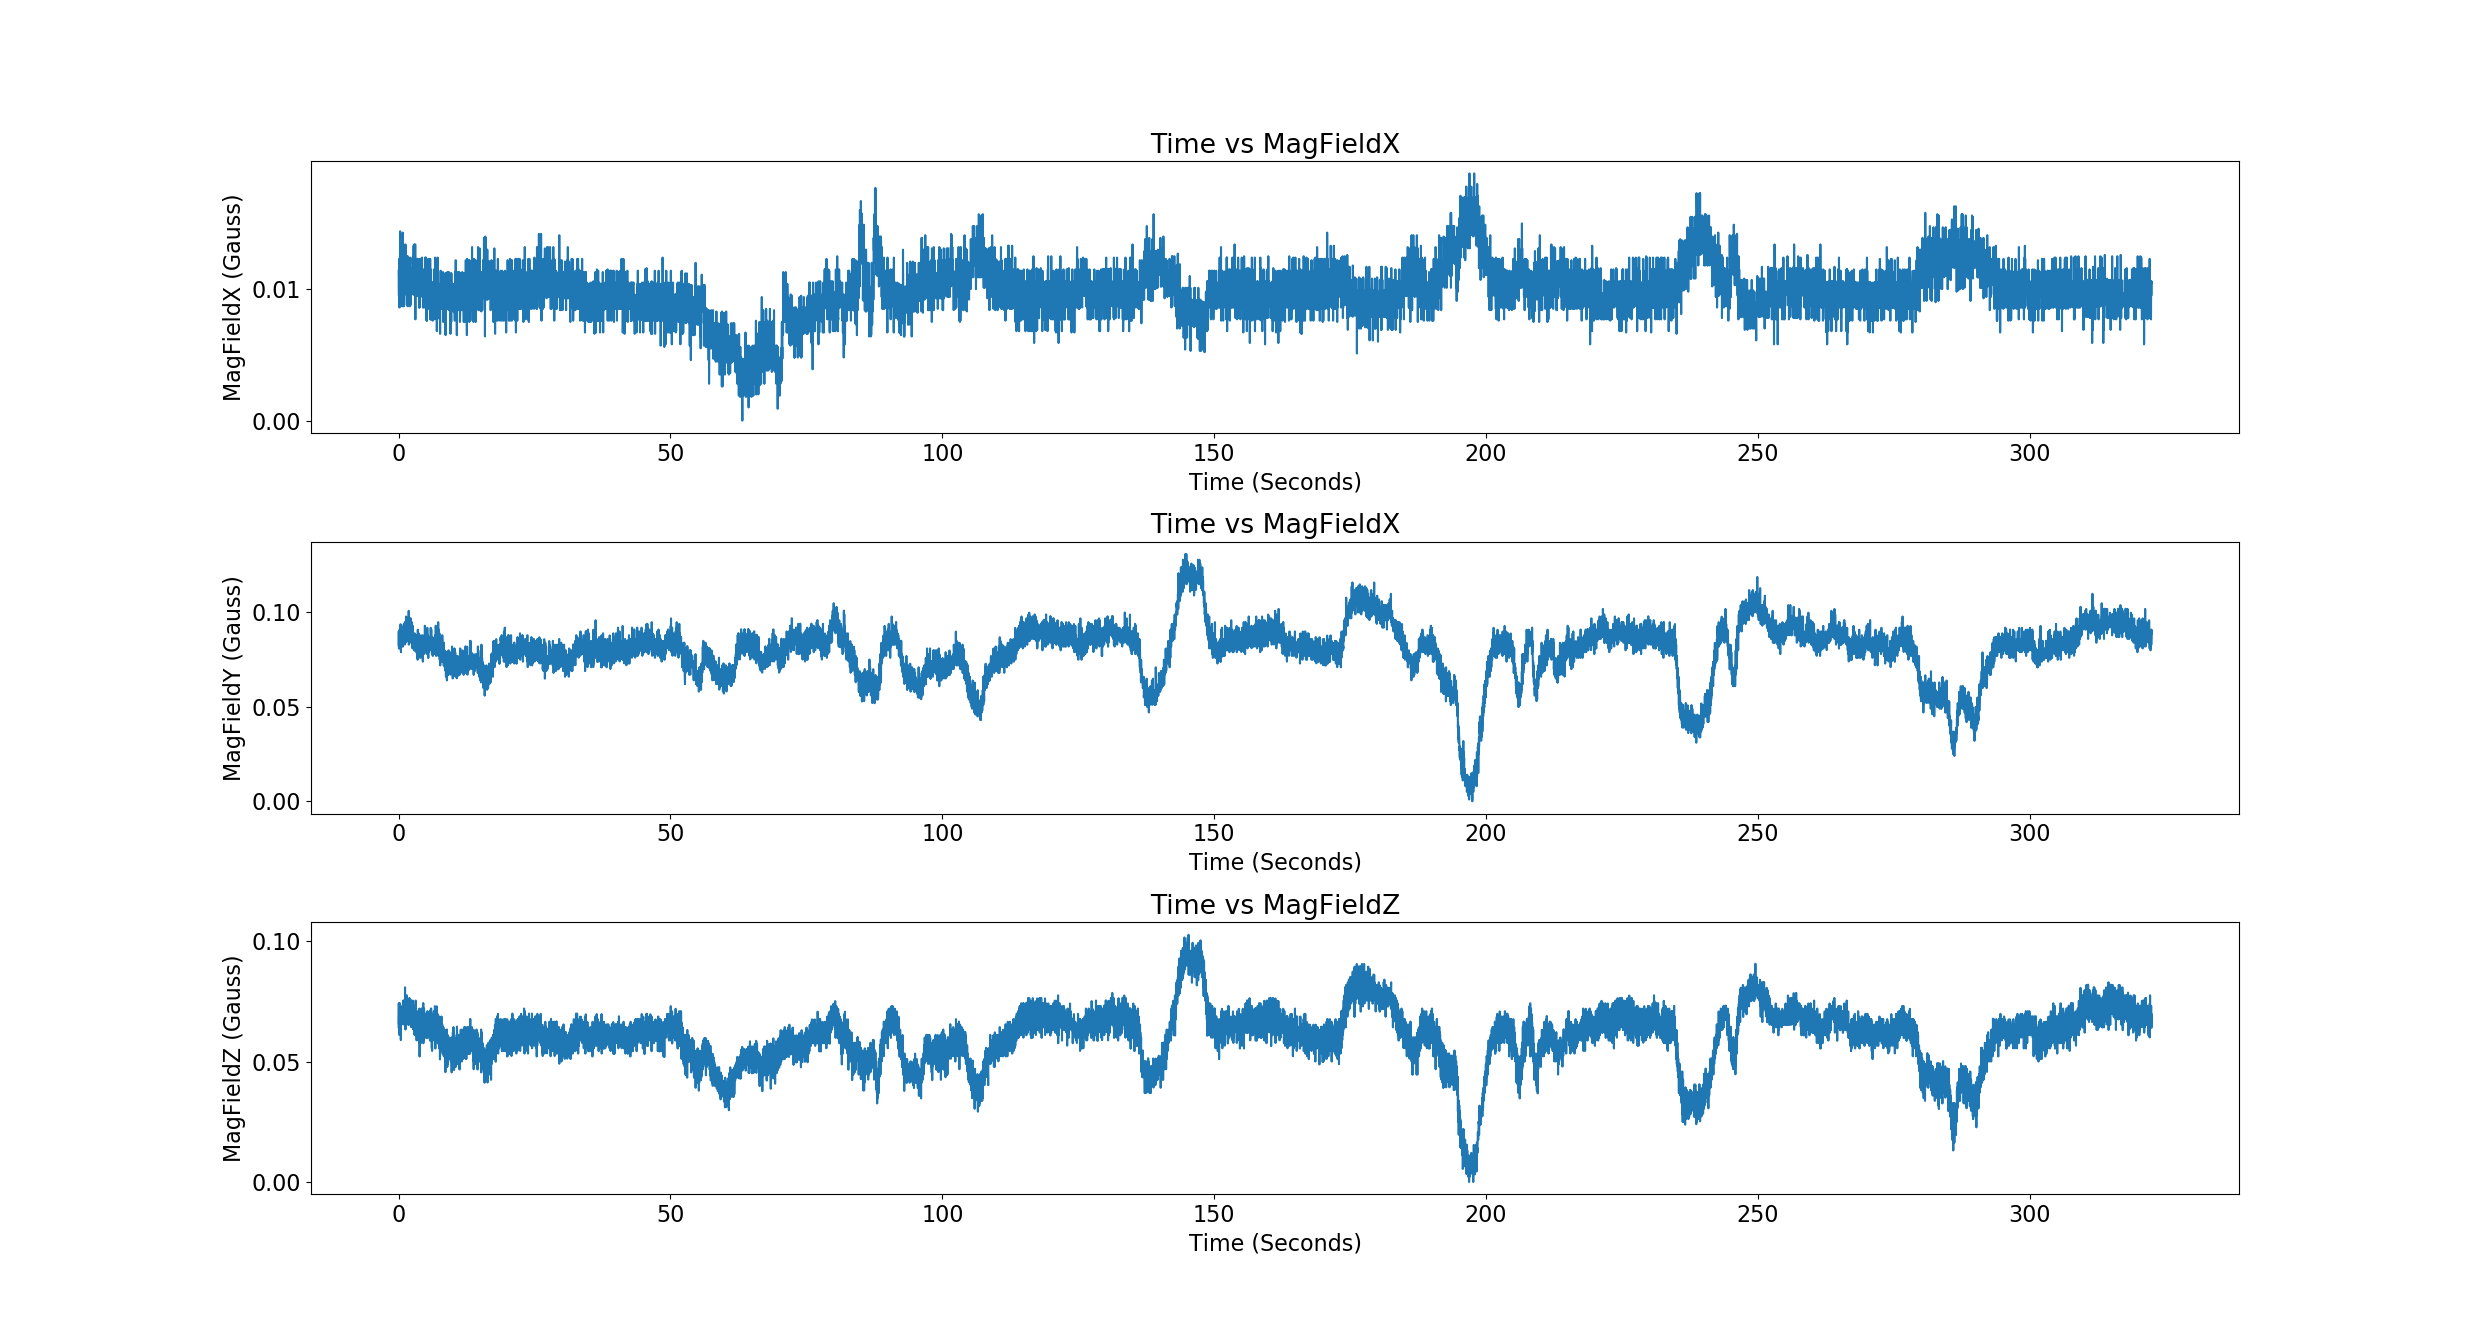 Time vs MagFieldX
MagFieldX (Gauss)
0.01
0.00
0 50 100 150 200 250 300
Time (Seconds)
Time vs MagFieldX
MagFieldY (Gauss)
0.10
0.05
0.00
0 50 100 150 200 250 300
Time (Seconds)
Time vs MagFieldZ
MagFieldZ (Gauss)
0.10
0.05
0.00
0 50 100 150 200 250 300
Time (Seconds)